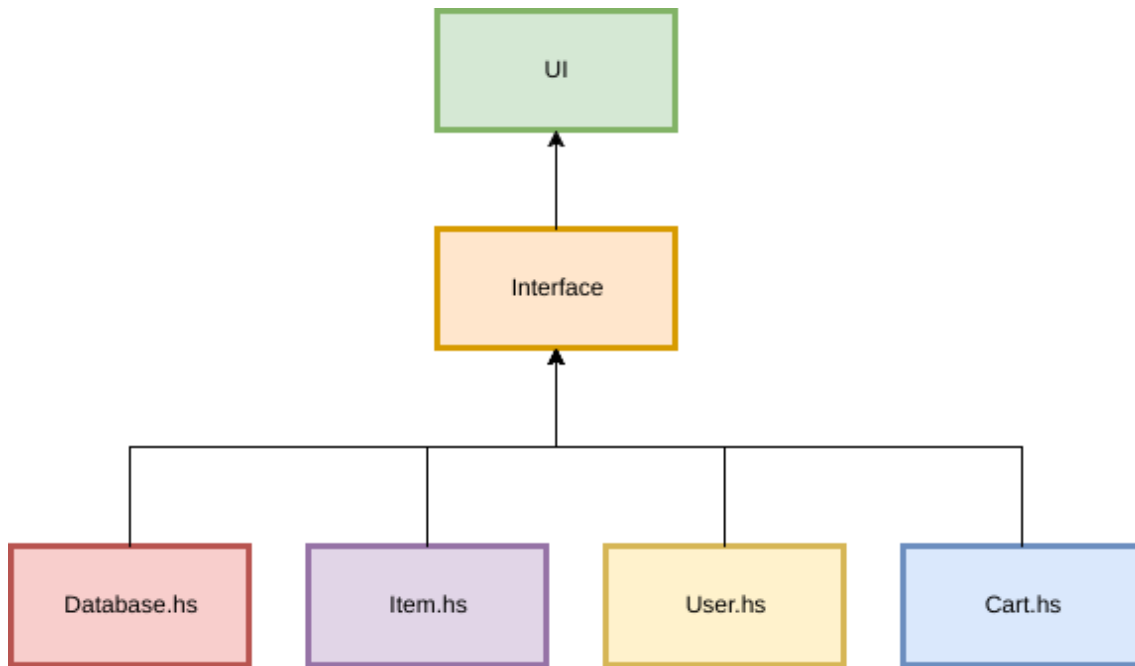 UI
Interface
Database.hs
Item.hs
User.hs
Cart.hs